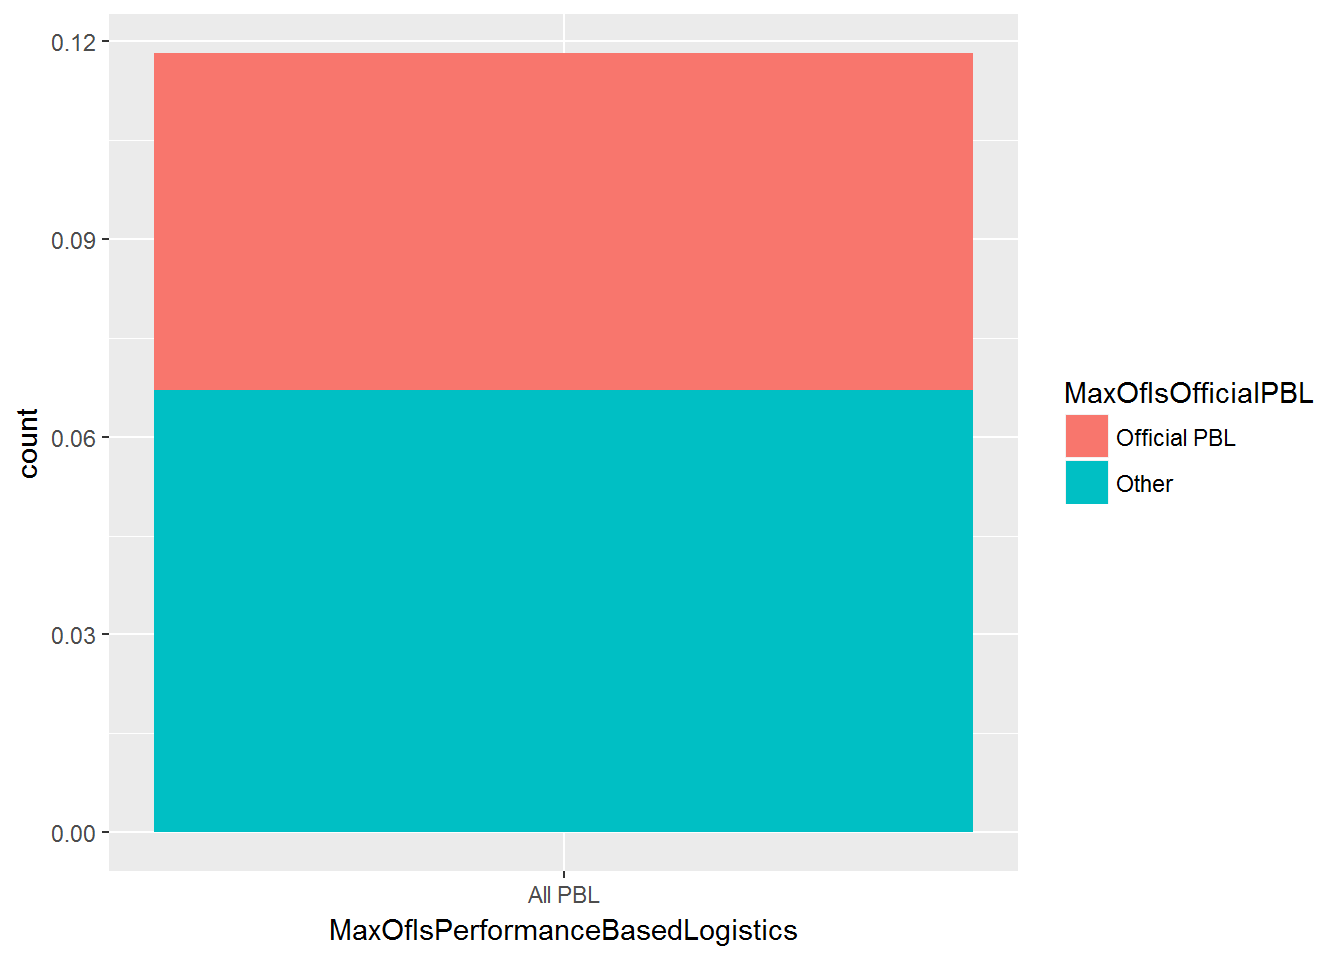 0.12
0.09
0.06
0.03
0.00
count
All PBL
MaxOfIsPerformanceBasedLogistics
MaxOfIsOfficialPBL
Official PBL
Other